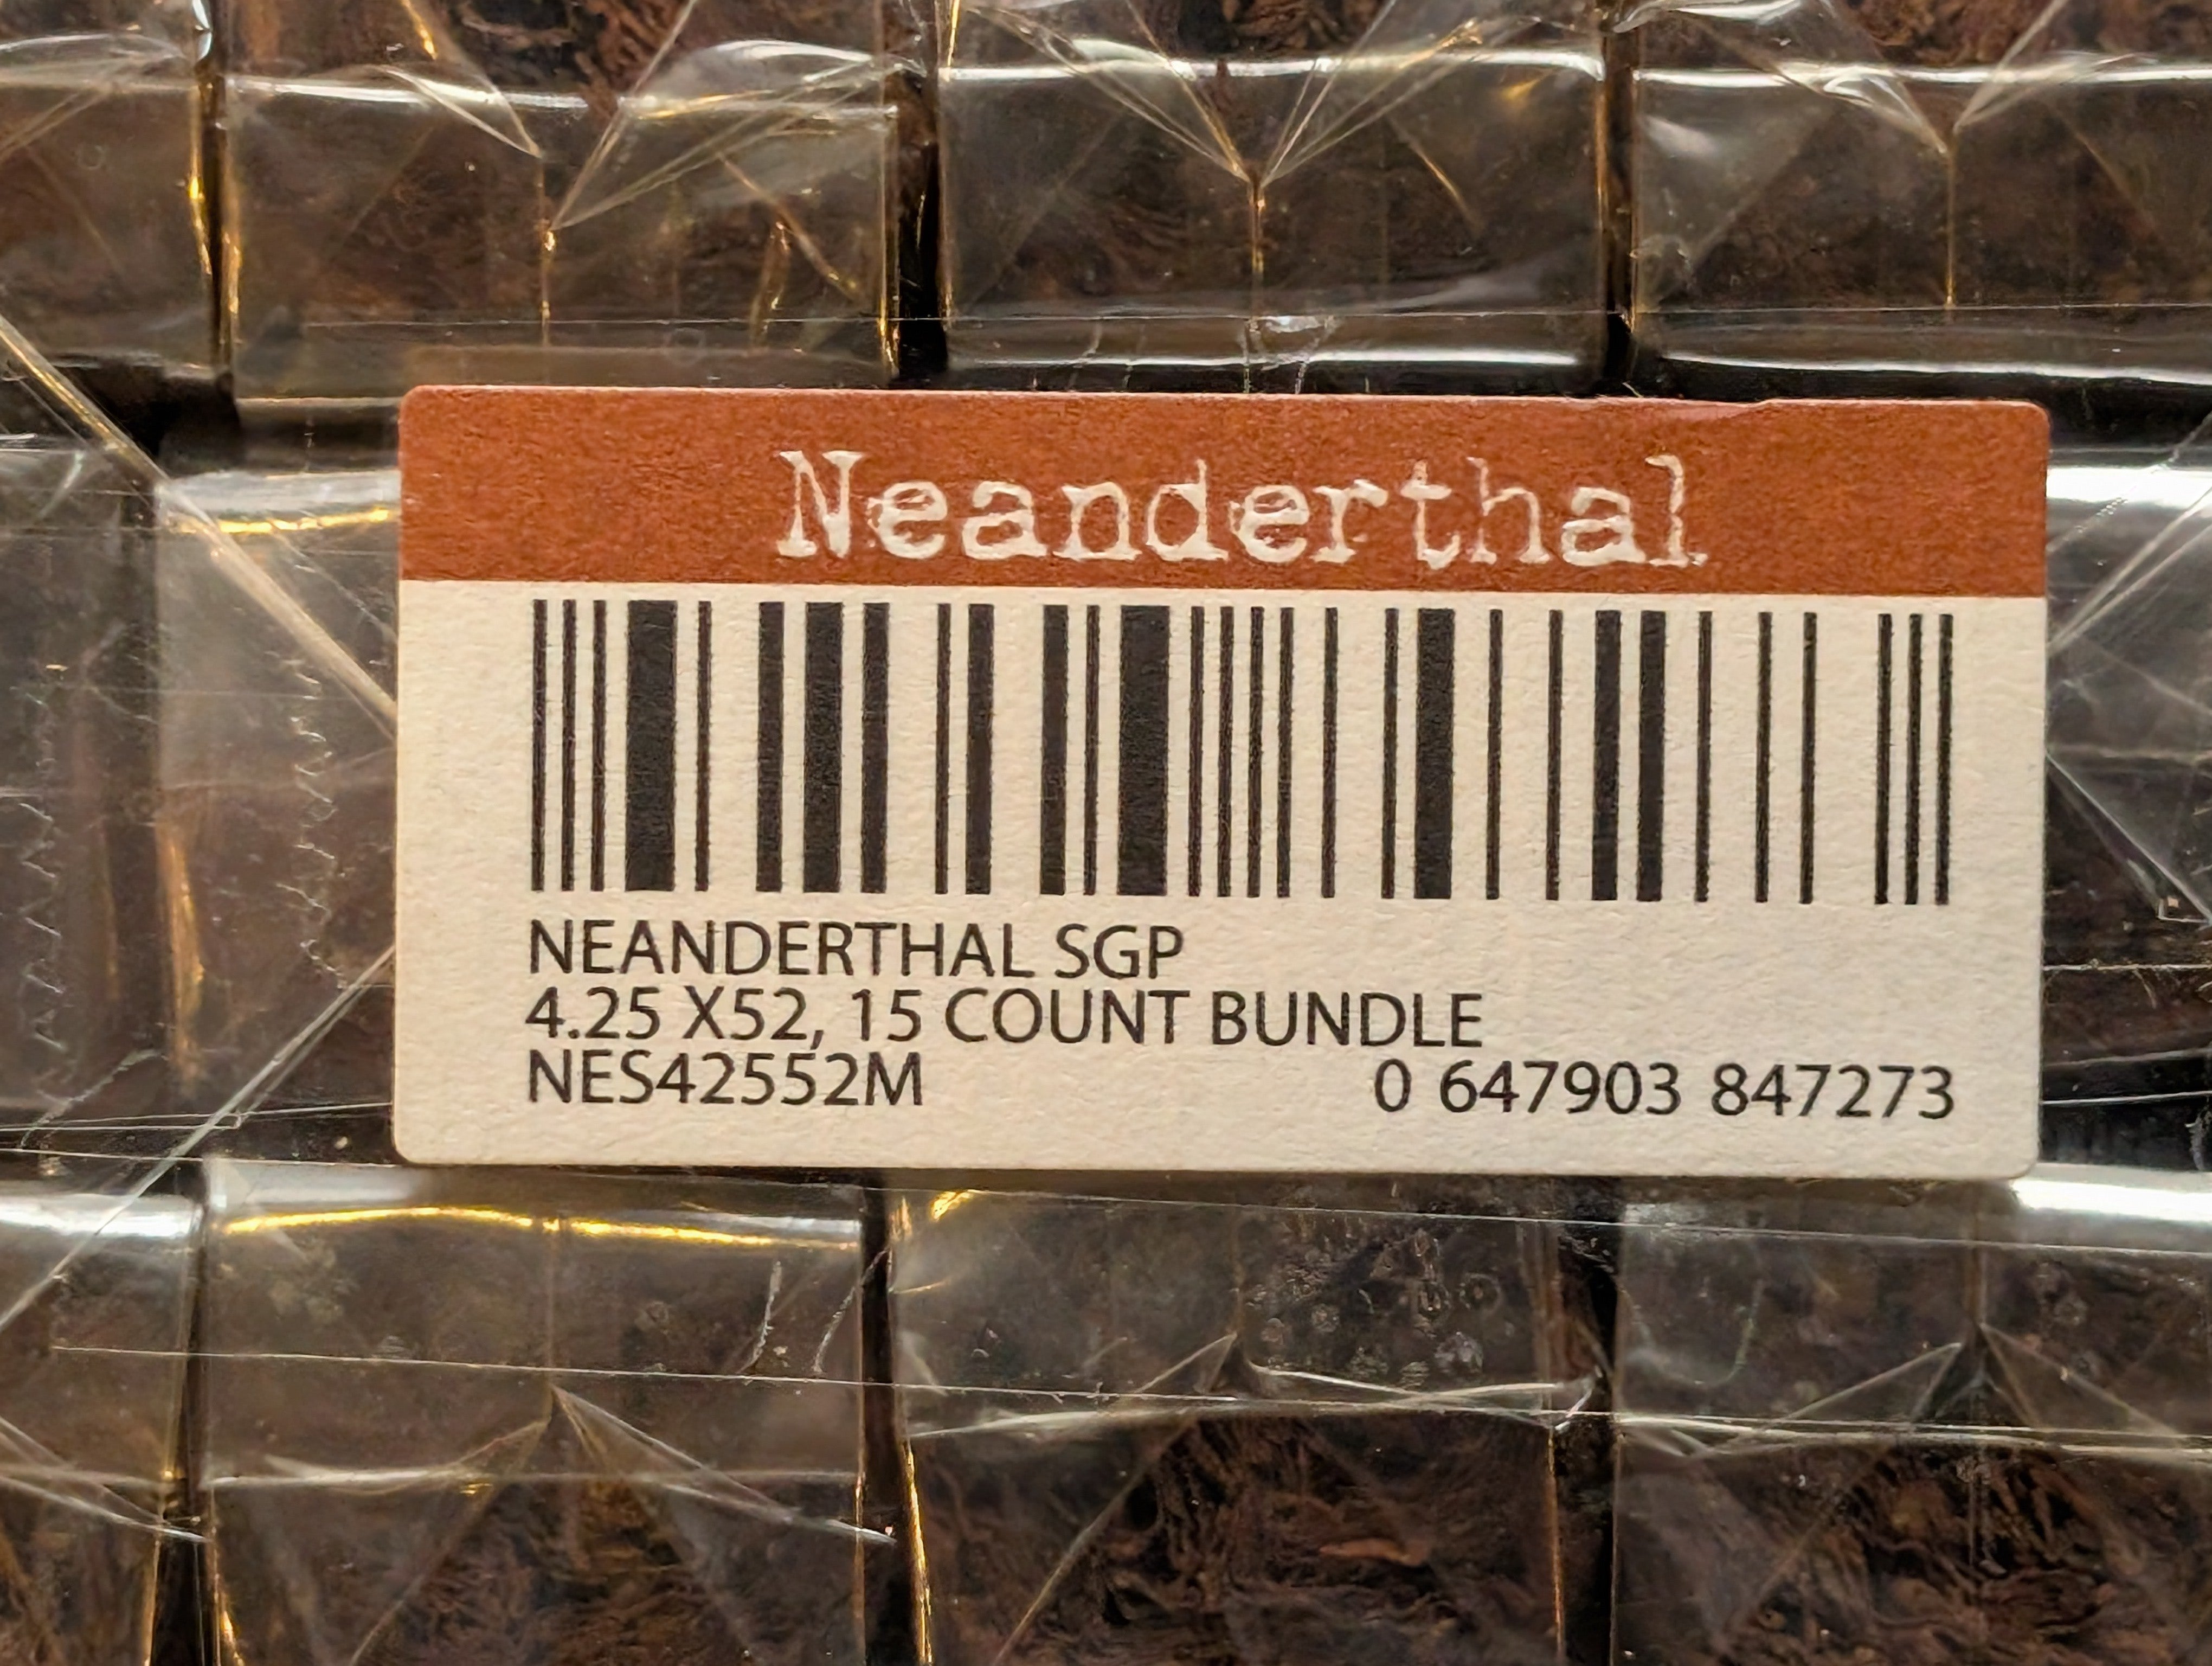 Neanderthal
NEANDERTHAL SGP
4.25 X52, 15 COUNT BUNDLE
NES42552M 0 647903 847273